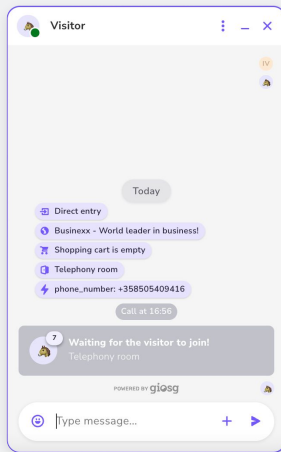 Visitor
IV
Today
Direct entry
Businexx - World leader in business!
Shopping cart is empty
Telephony room
phone_number: +358505409416
Call at 16:56
7
Waiting for the visitor to join!
Telephony room
POWERED BY giosg
Type message...